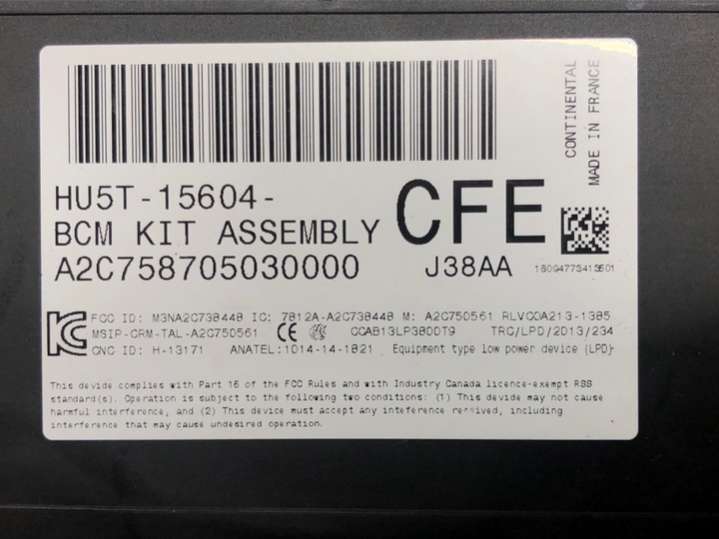 CONTINENTAL
MADE IN FRANCE
HU5T-15604-
CFE
BCM KIT ASSEMBLY
A2C758705030000
J38AA
16094773413601
FCC ID: M3NA2C738448 IC: 7812A-A2C738448 M: A2C750561 RLVCOA213-1385
MSIP-CRM-TAL-A2C750561 CE CCAB13LP3800T9 TRC/LPD/2013/234
CNC ID: H-13171 ANATEL:1014-14-1821 Equipment type low power device (LPD)
This device complies with Part 16 of the FCC Rules and with Industry Canada licence-exempt RSS
standard(s). Operation is subject to the following two conditions: (1) This device may not cause
harmful interference, and (2) This device must accept any inteference received, including
interference that may cause undesired operation.